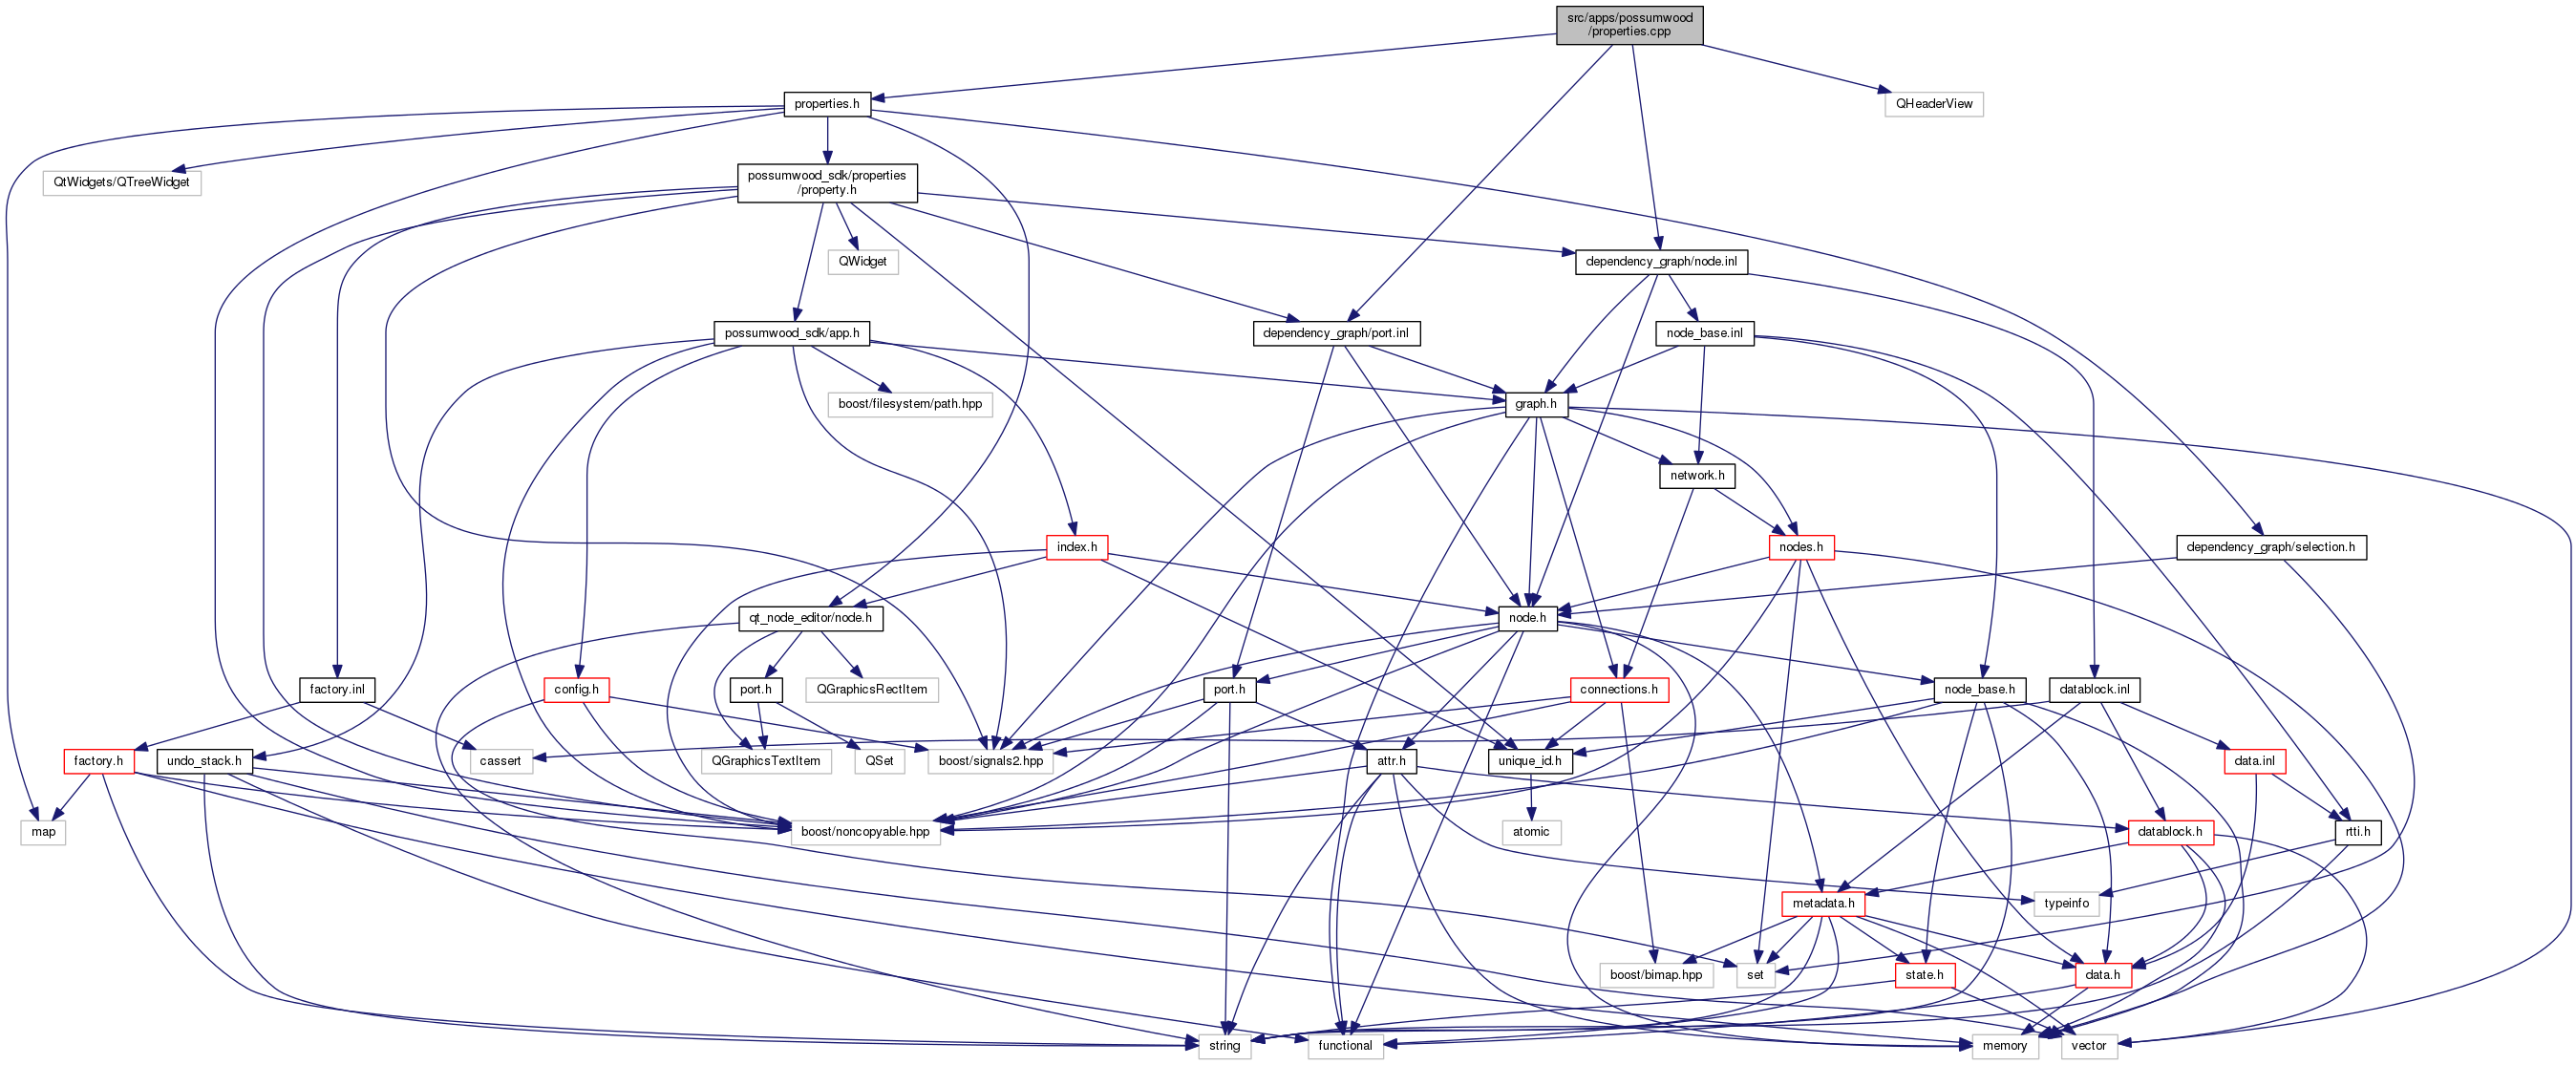 src/apps/possumwood
/properties.cpp
properties.h
QHeaderView
QtWidgets/QTreeWidget
possumwood_sdk/properties
/property.h
QWidget
dependency_graph/node.inl
possumwood_sdk/app.h
dependency_graph/port.inl
node_base.inl
boost/filesystem/path.hpp
graph.h
network.h
index.h
nodes.h
dependency_graph/selection.h
qt_node_editor/node.h
node.h
factory.inl
config.h
port.h
QGraphicsRectItem
port.h
connections.h
node_base.h
datablock.inl
factory.h
undo_stack.h
cassert
QGraphicsTextItem
QSet
boost/signals2.hpp
attr.h
unique_id.h
data.inl
map
boost/noncopyable.hpp
atomic
datablock.h
rtti.h
metadata.h
typeinfo
boost/bimap.hpp
set
state.h
data.h
string
functional
memory
vector